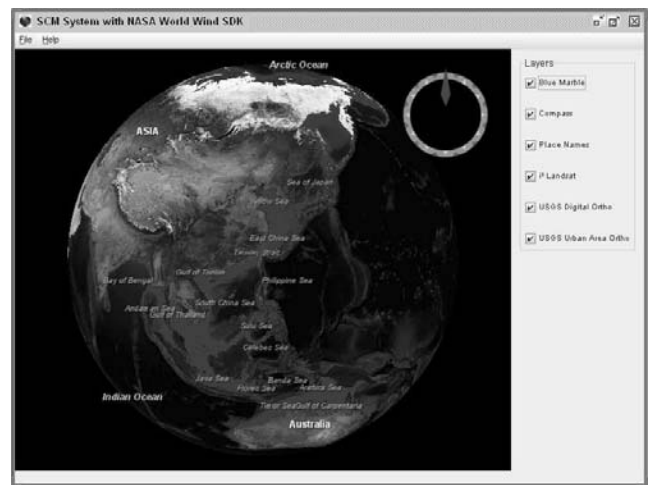 SCM System with NASA World Wind SDK
File Help
Layers
Blue Marble
Compass
Place Names
i³ Landsat
USGS Digital Ortho
USGS Urban Area Ortho
Arctic Ocean
ASIA
Sea of Japan
Yellow Sea
East China Sea
Taiwan Strait
Gulf of Tonkin
Bay of Bengal
Philippine Sea
South China Sea
Andaman Sea
Gulf of Thailand
Sulu Sea
Celebes Sea
Java Sea
Banda Sea
Flores Sea
Arafura Sea
Indian Ocean
Timor Sea
Gulf of Carpentaria
Australia